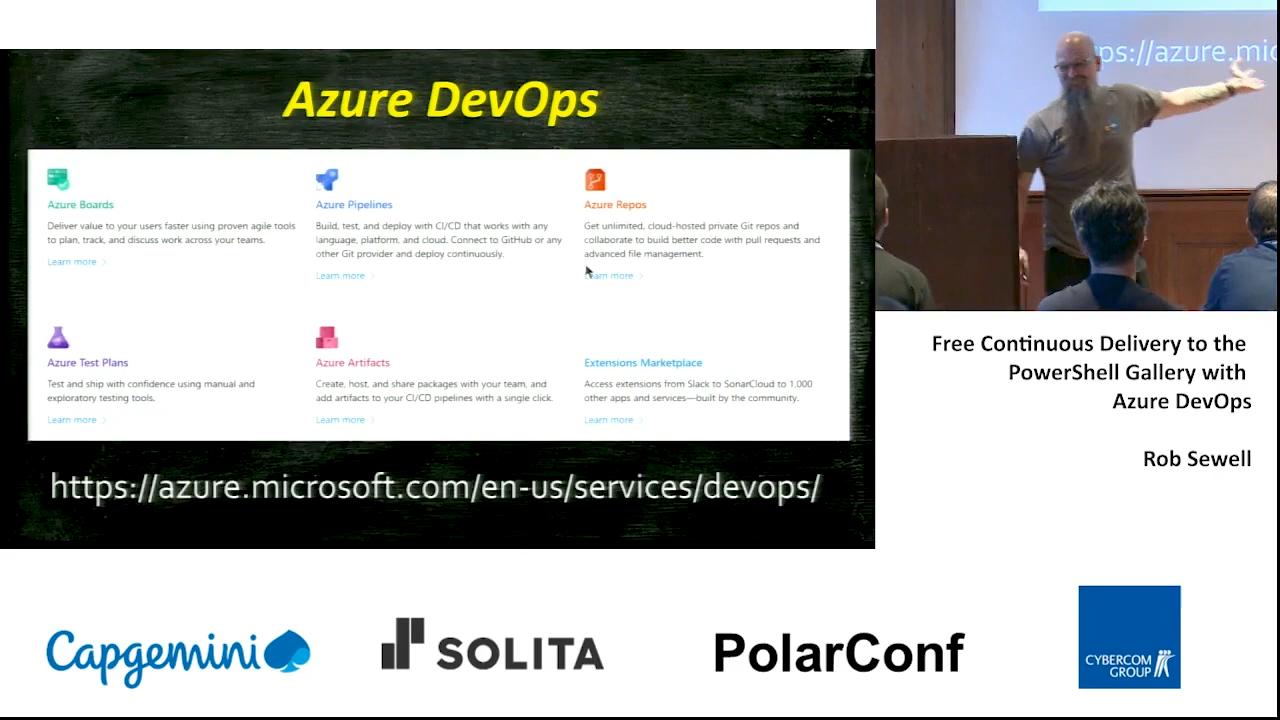 Azure DevOps
Azure Boards
Deliver value to your users faster using proven agile tools
to plan, track, and discuss work across your teams.
Learn more
Azure Pipelines
Build, test, and deploy with CI/CD that works with any
language, platform, and cloud. Connect to GitHub or any
other Git provider and deploy continuously.
Learn more
Azure Repos
Get unlimited, cloud-hosted private Git repos and
collaborate to build better code with pull requests and
advanced file management.
Learn more
Azure Test Plans
Test and ship with confidence using manual and
exploratory testing tools.
Learn more
Azure Artifacts
Create, host, and share packages with your team, and
add artifacts to your CI/CD pipelines with a single click.
Learn more
Extensions Marketplace
Access extensions from Slack to SonarCloud to 1,000
other apps and services—built by the community.
Learn more
https://azure.microsoft.com/en-us/services/devops/
ps://azure.mic
Free Continuous Delivery to the
PowerShell Gallery with
Azure DevOps
Rob Sewell
Capgemini
SOLITA
PolarConf
CYBERCOM
GROUP